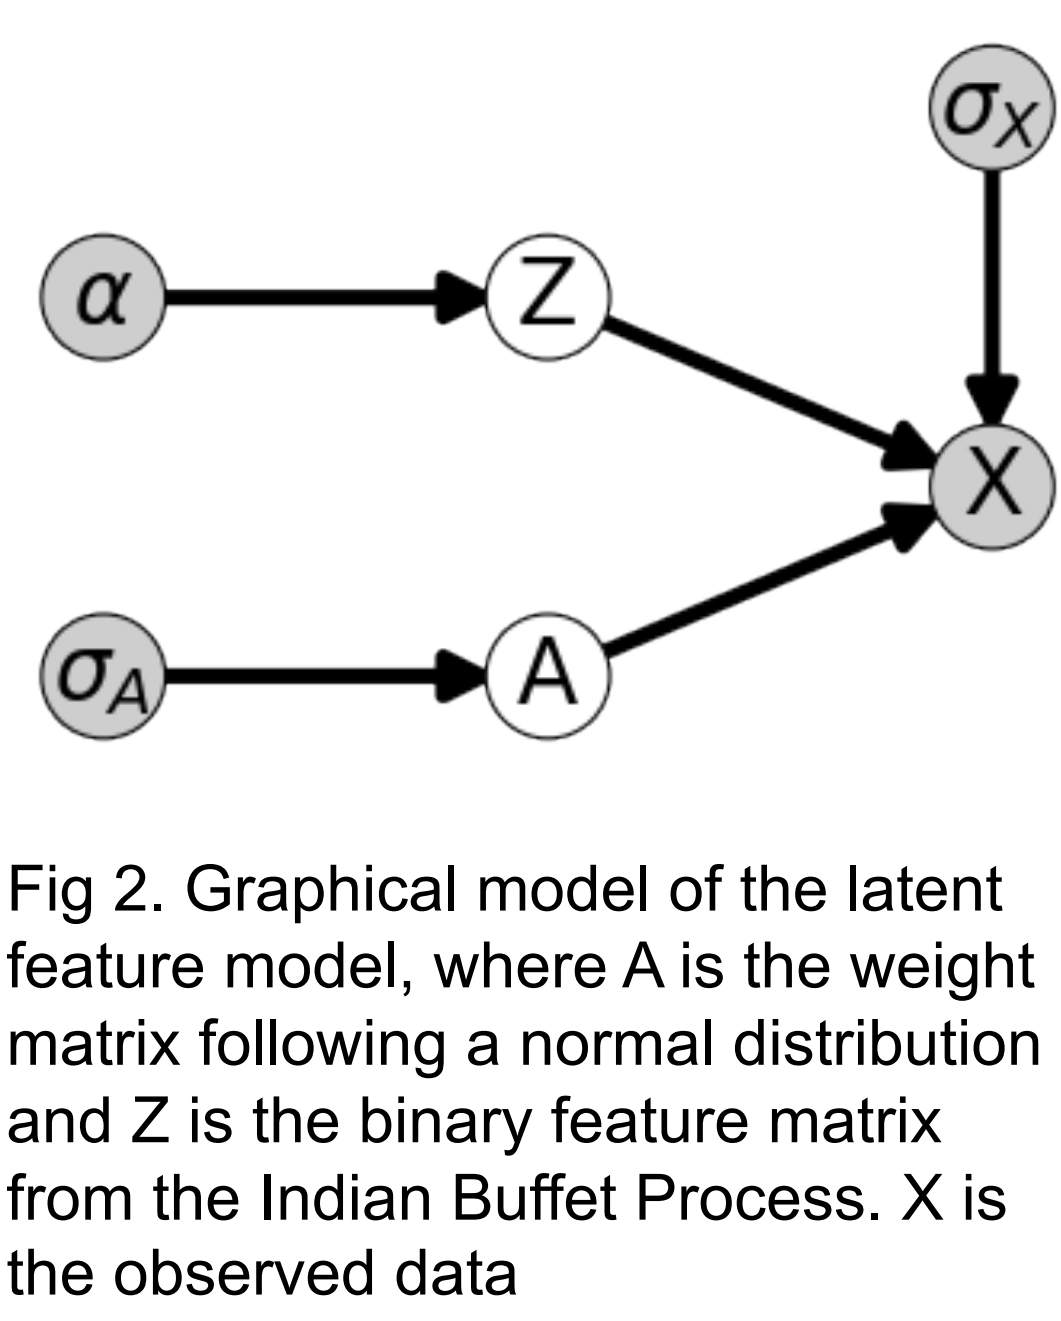 σX
α
Z
X
σA
A
Fig 2. Graphical model of the latent
feature model, where A is the weight
matrix following a normal distribution
and Z is the binary feature matrix
from the Indian Buffet Process. X is
the observed data